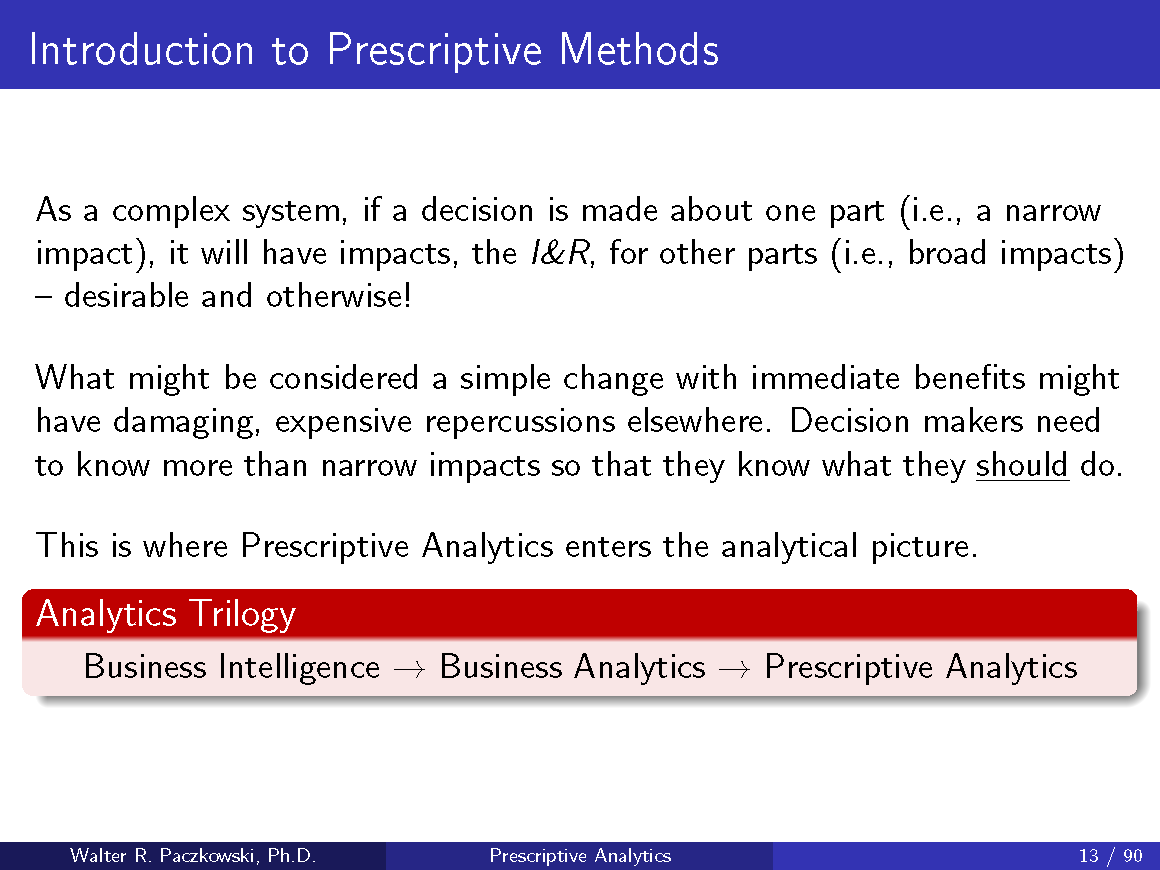 Introduction to Prescriptive Methods
As a complex system, if a decision is made about one part (i.e., a narrow
impact), it will have impacts, the I&R, for other parts (i.e., broad impacts)
– desirable and otherwise!
What might be considered a simple change with immediate benefits might
have damaging, expensive repercussions elsewhere. Decision makers need
to know more than narrow impacts so that they know what they should do.
This is where Prescriptive Analytics enters the analytical picture.
Analytics Trilogy
Business Intelligence → Business Analytics → Prescriptive Analytics
Walter R. Paczkowski, Ph.D. Prescriptive Analytics 13 / 90